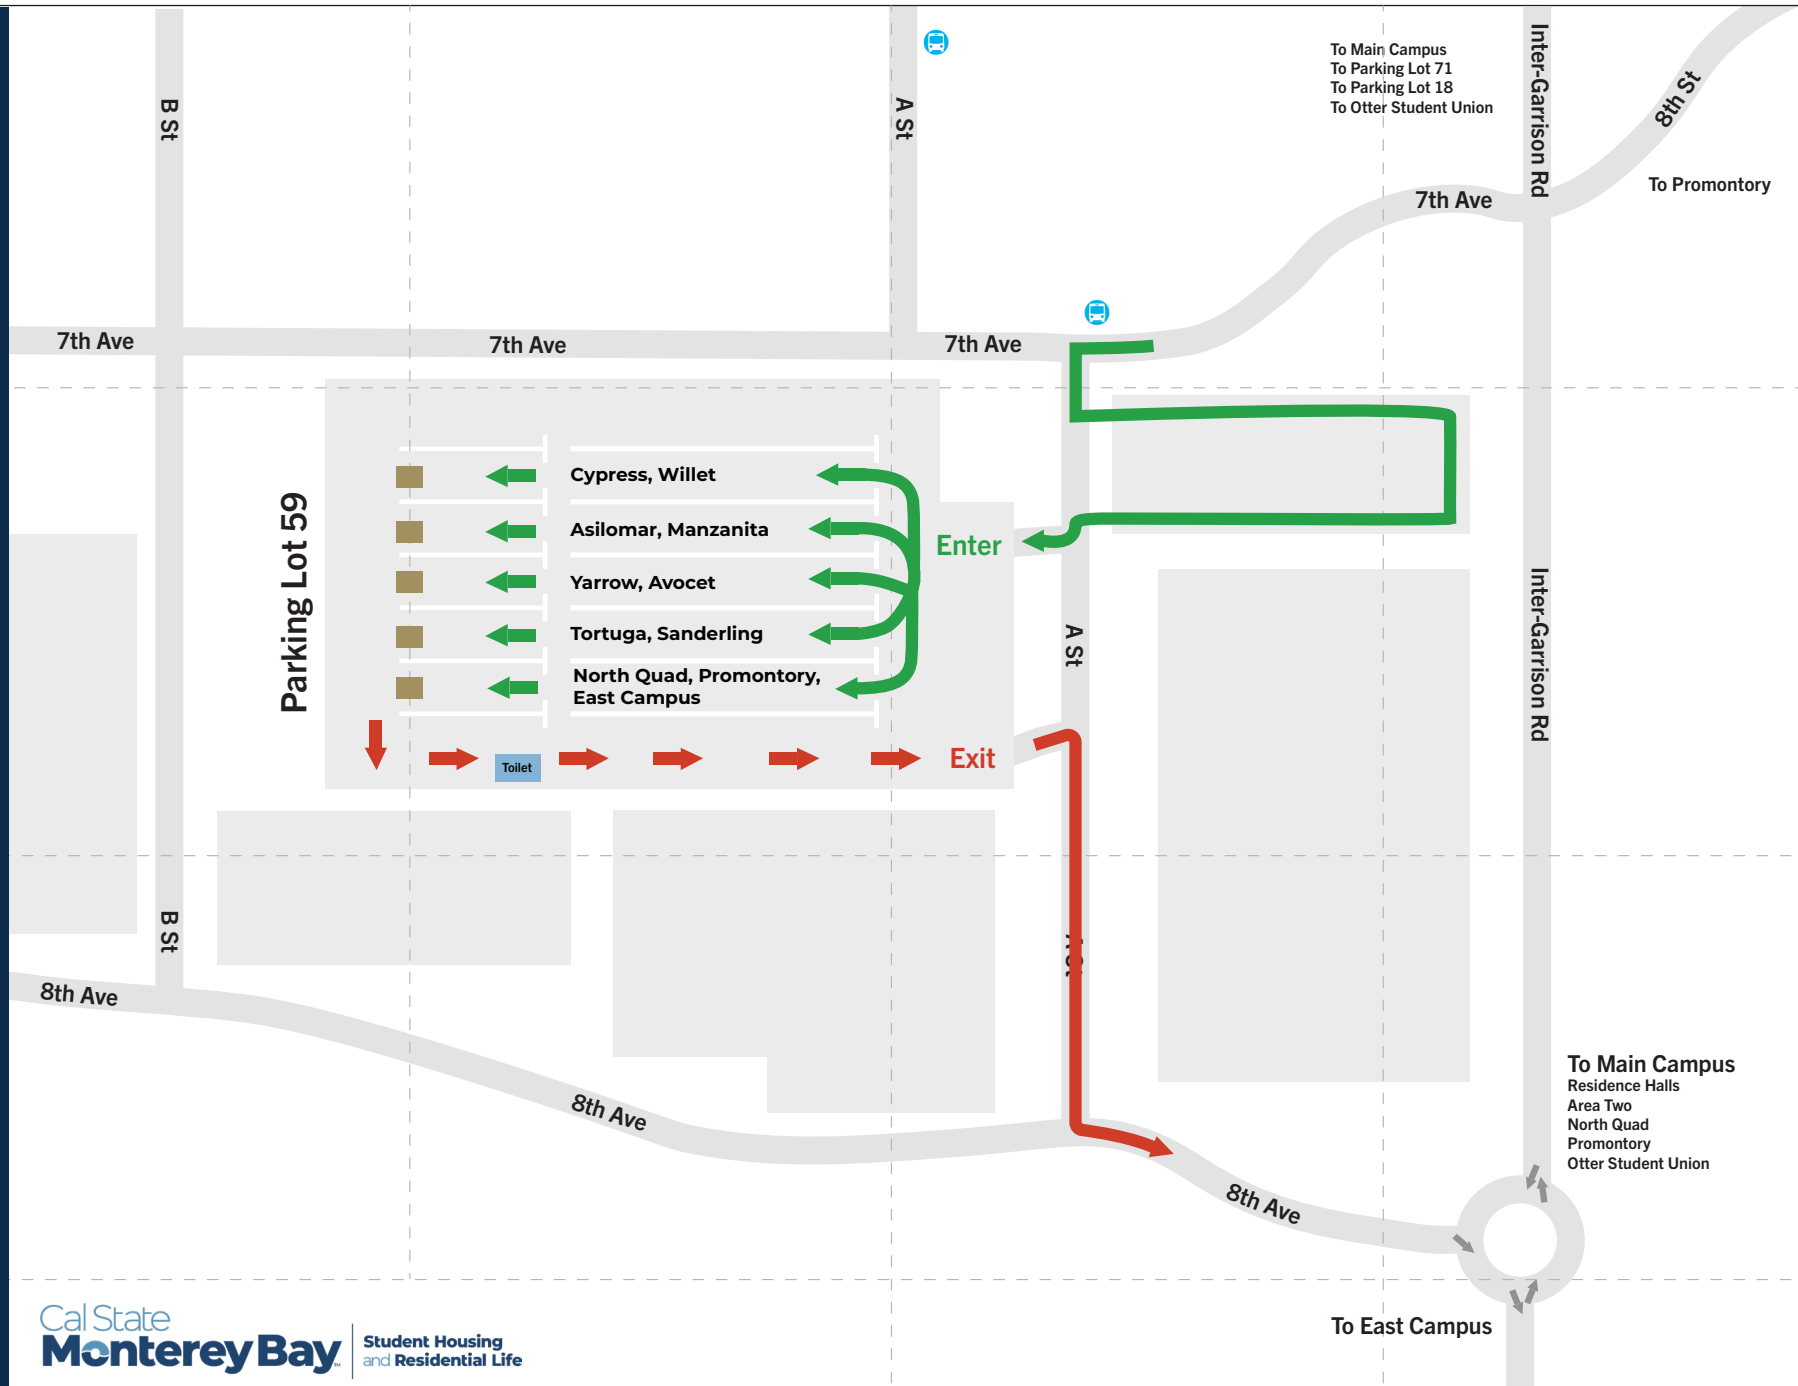 To Main Campus
To Parking Lot 71
To Parking Lot 18
To Otter Student Union
Inter-Garrison Rd
8th St
B St
A St
To Promontory
7th Ave
7th Ave
7th Ave
7th Ave
Parking Lot 59
Cypress, Willet
Asilomar, Manzanita
Yarrow, Avocet
Tortuga, Sanderling
North Quad, Promontory,
East Campus
Enter
Exit
Toilet
A St
Inter-Garrison Rd
B St
A St
8th Ave
8th Ave
8th Ave
To Main Campus
Residence Halls
Area Two
North Quad
Promontory
Otter Student Union
To East Campus
Cal State
Monterey Bay
Student Housing
and Residential Life